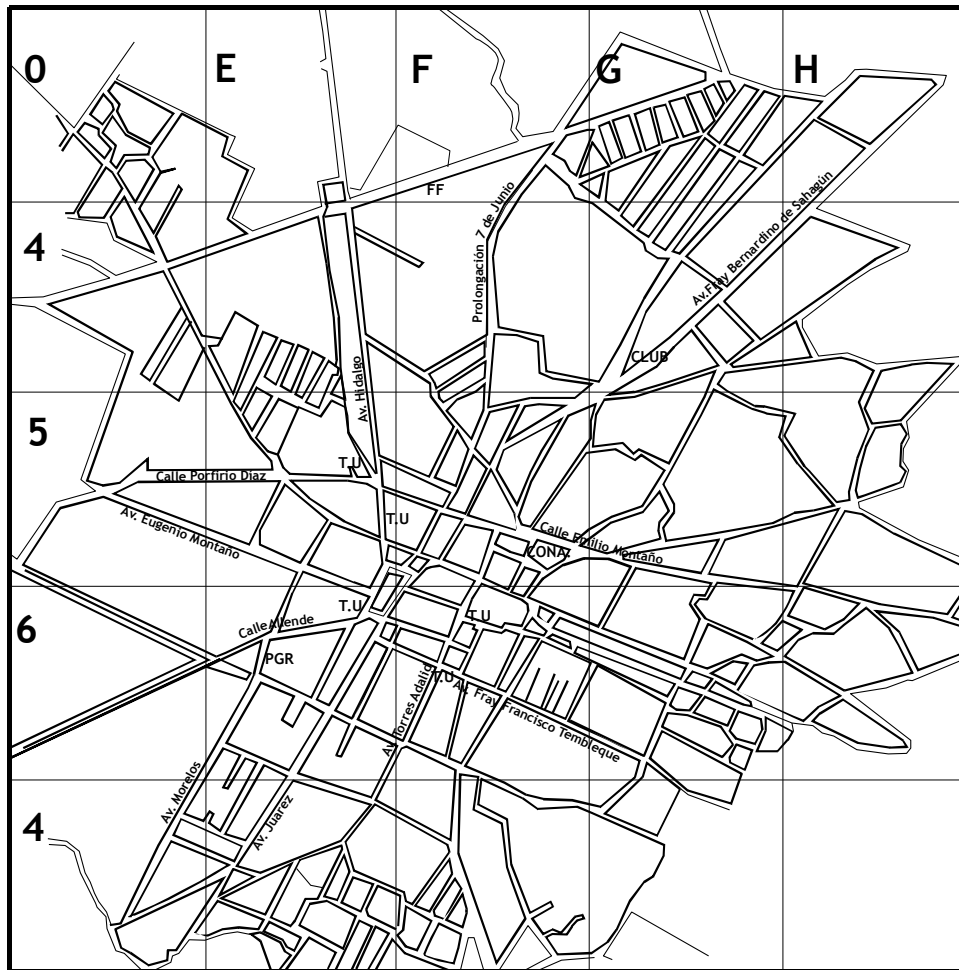 0
E
F
G
H
FF
Prolongación 7 de Junio
Av.Fray Bernardino de Sahagún
4
CLUB
Av. Hidalgo
5
T.U
Calle Porfirio Diaz
Av. Eugenio Montaño
T.U
Calle Emilio Montaño
CONA.
T.U
T.U
6
Calle Allende
PGR
T.U
Av. Torres Adalid
Av. Fray Francisco Tembleque
Av. Morelos
Av. Juarez
4